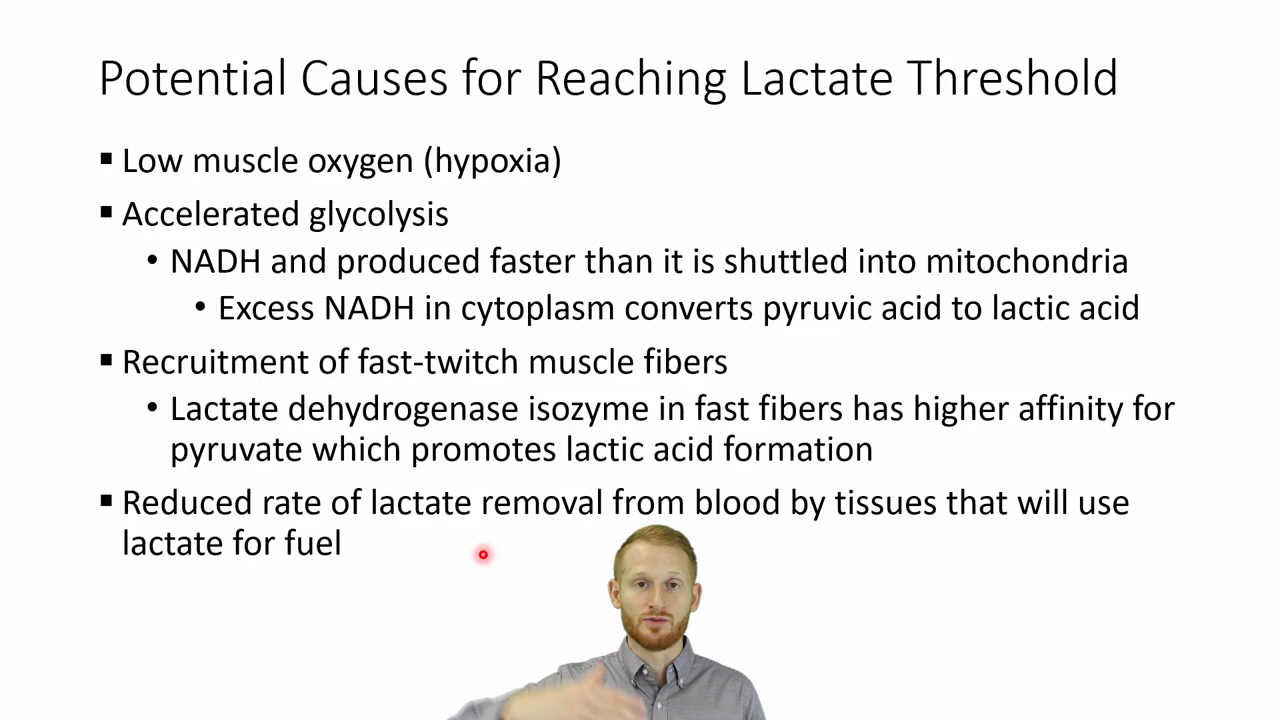 Potential Causes for Reaching Lactate Threshold
▪ Low muscle oxygen (hypoxia)
▪ Accelerated glycolysis
• NADH and produced faster than it is shuttled into mitochondria
• Excess NADH in cytoplasm converts pyruvic acid to lactic acid
▪ Recruitment of fast-twitch muscle fibers
• Lactate dehydrogenase isozyme in fast fibers has higher affinity for
pyruvate which promotes lactic acid formation
▪ Reduced rate of lactate removal from blood by tissues that will use
lactate for fuel